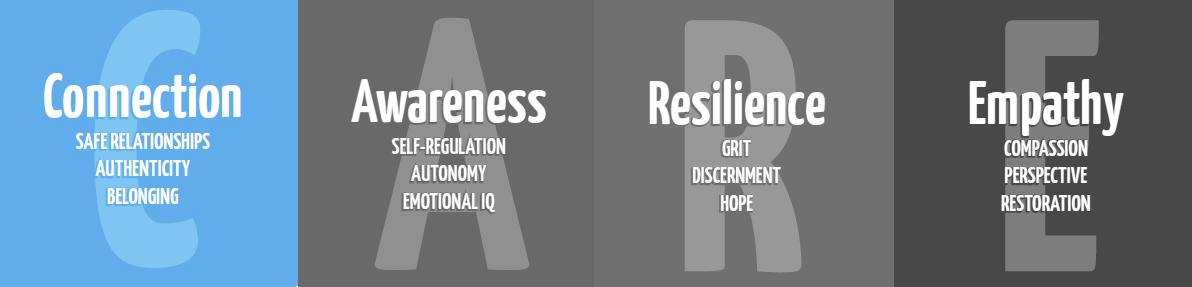 C
Connection
SAFE RELATIONSHIPS
AUTHENTICITY
BELONGING
A
Awareness
SELF-REGULATION
AUTONOMY
EMOTIONAL IQ
R
Resilience
GRIT
DISCERNMENT
HOPE
E
Empathy
COMPASSION
PERSPECTIVE
RESTORATION